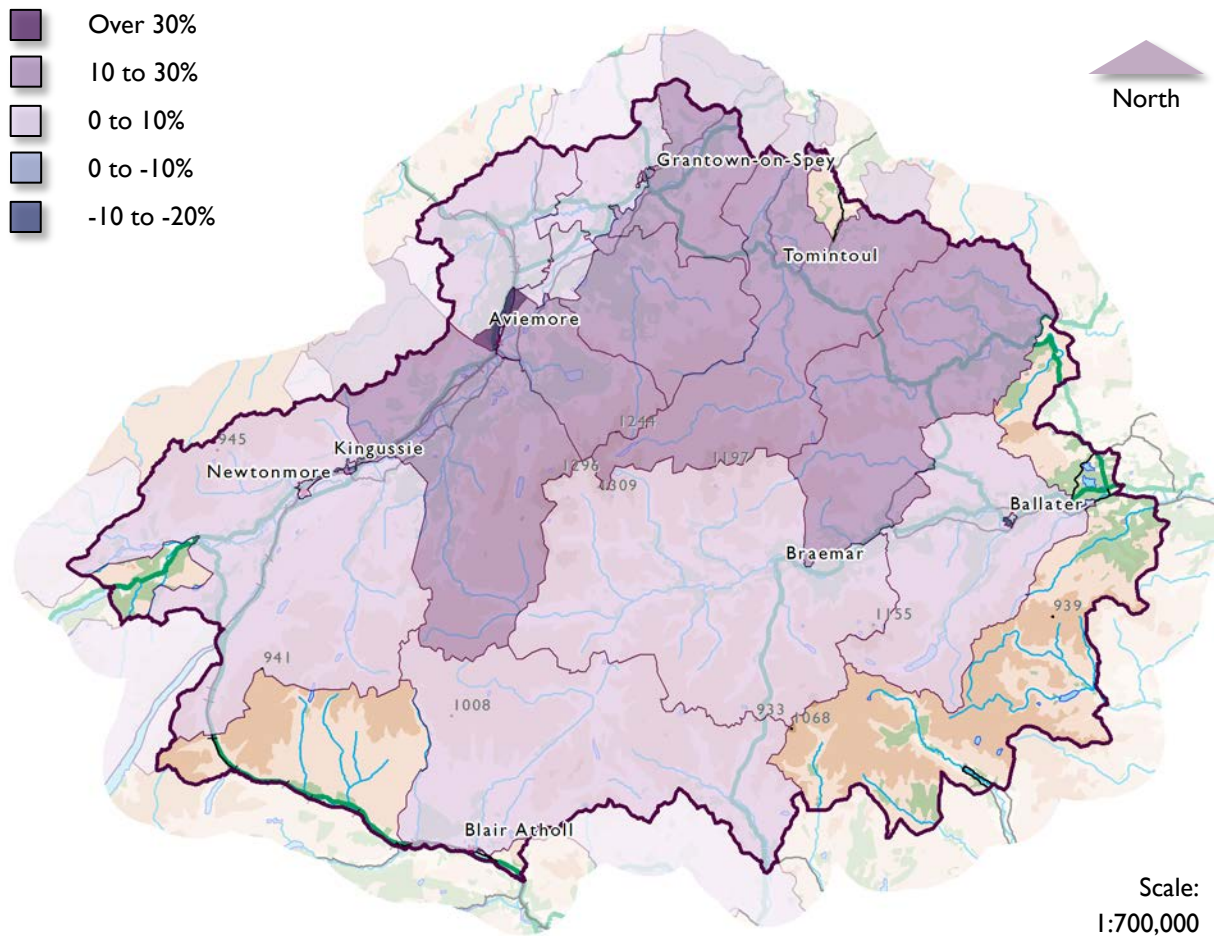 Over 30%
10 to 30%
0 to 10%
0 to -10%
-10 to -20%
North
Grantown-on-Spey
Tomintoul
Aviemore
1244
945
Kingussie
1296
1197
Newtonmore
1309
Ballater
Braemar
939
1155
941
1008
933
1068
Blair Atholl
Scale:
1:700,000